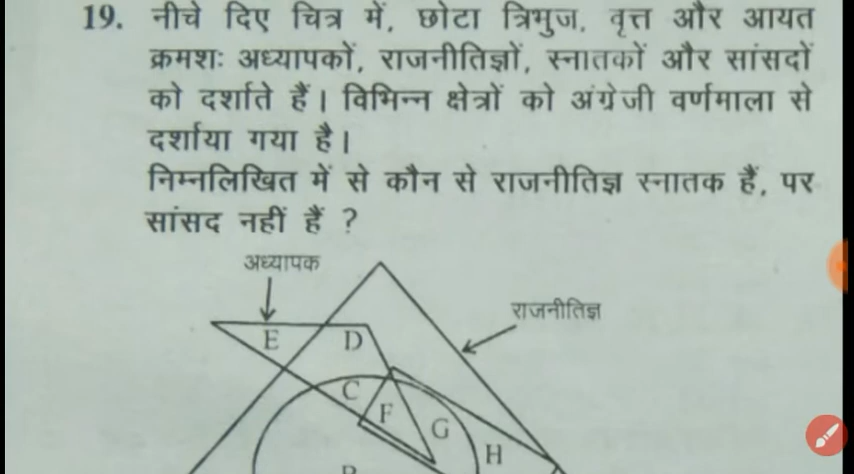 19. नीचे दिए चित्र में, छोटा त्रिभुज, वृत्त और आयत
क्रमशः अध्यापकों, राजनीतिज्ञों, स्नातकों और सांसदों
को दर्शाते हैं। विभिन्न क्षेत्रों को अंग्रेजी वर्णमाला से
दर्शाया गया है।
निम्नलिखित में से कौन से राजनीतिज्ञ स्नातक हैं, पर
सांसद नहीं हैं ?
अध्यापक
राजनीतिज्ञ
E D
C
F
G
H